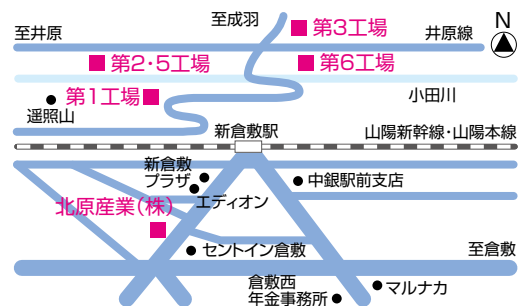 至成羽
N
第3工場
至井原
井原線
第2・5工場
第6工場
第1工場
小田川
遥照山
新倉敷駅
山陽新幹線・山陽本線
新倉敷
プラザ
中銀駅前支店
エディオン
北原産業(株)
セントイン倉敷
至倉敷
倉敷西
年金事務所
マルナカ